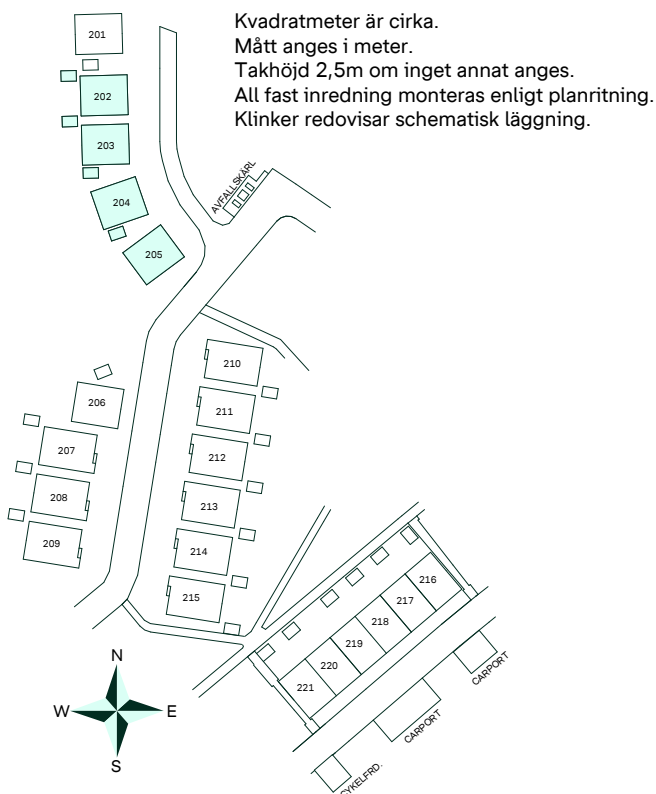 Kvadratmeter är cirka.
Mått anges i meter.
Takhöjd 2,5m om inget annat anges.
All fast inredning monteras enligt planritning.
Klinker redovisar schematisk läggning.
201
202
203
204
205
AVFALLSKÄRL
210
206
211
207
212
208
213
209
214
215
216
217
218
219
220
221
CARPORT
CARPORT
CYKELFRD.
N
W
E
S